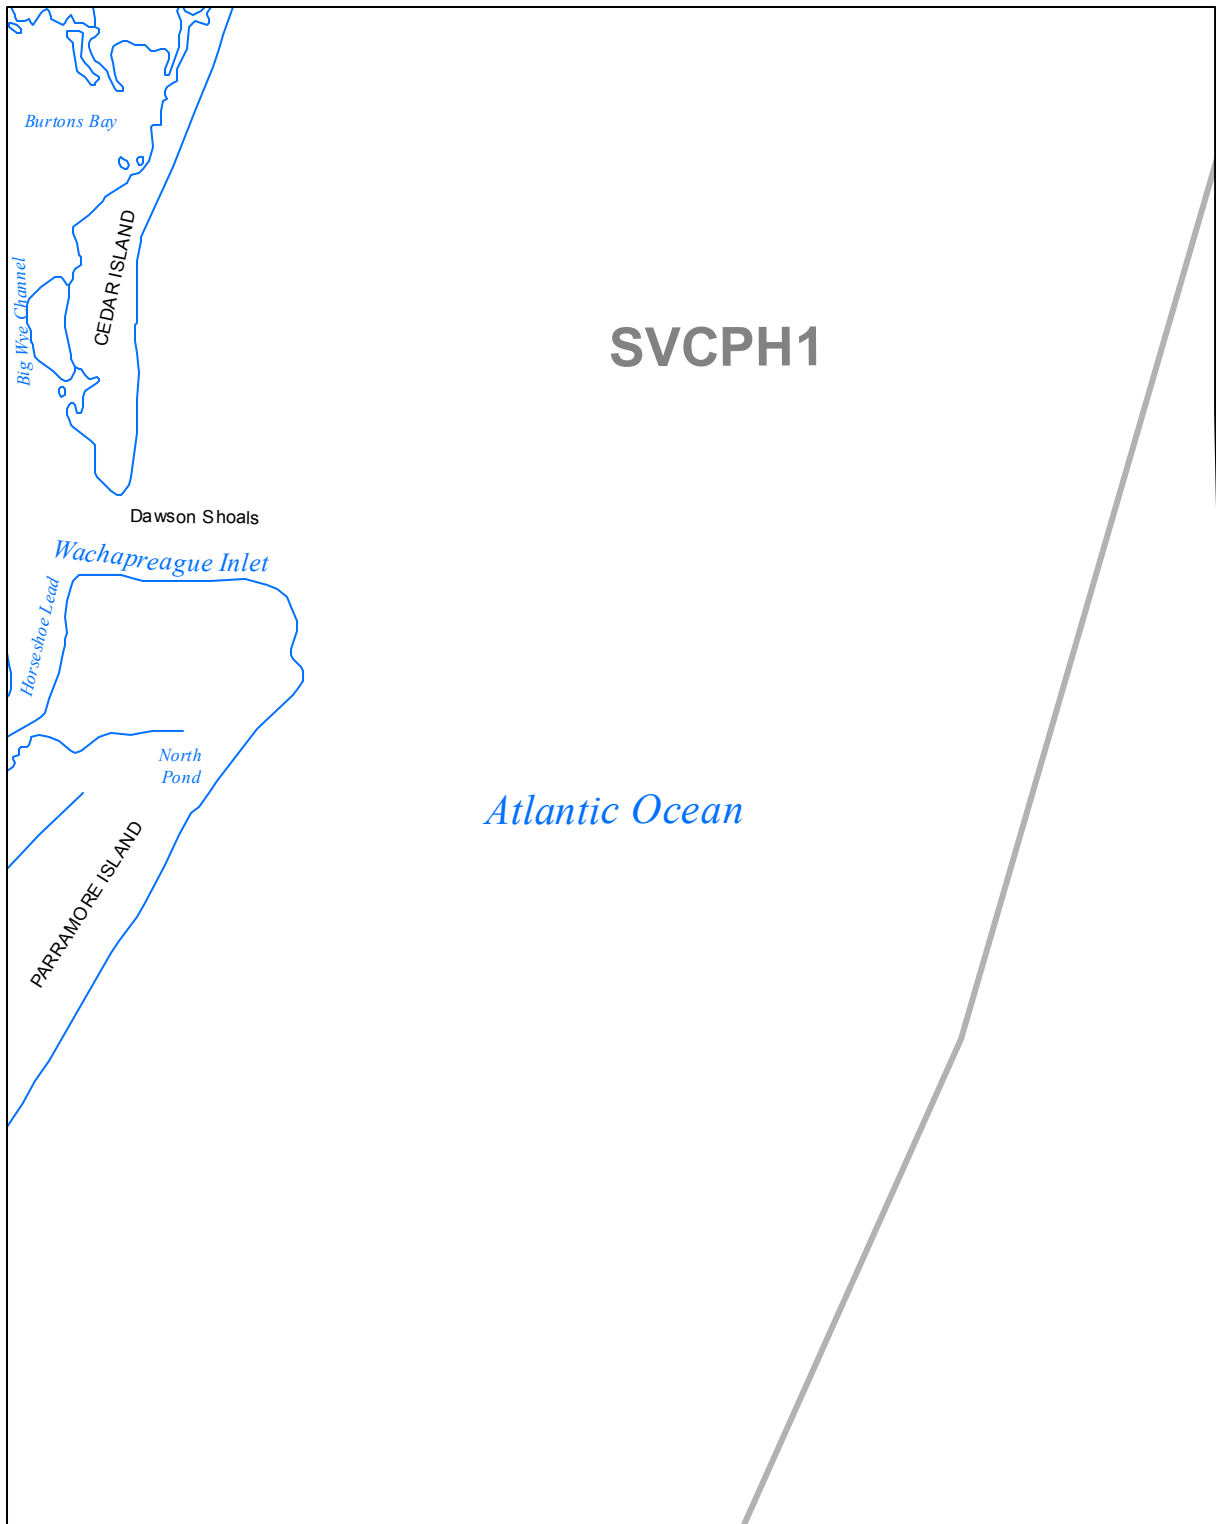 Burtons Bay
CEDAR ISLAND
Big Wye Channel
SVCPH1
Dawson Shoals
Wachapreague Inlet
Horseshoe Lead
North
Pond
Atlantic Ocean
PARRAMORE ISLAND